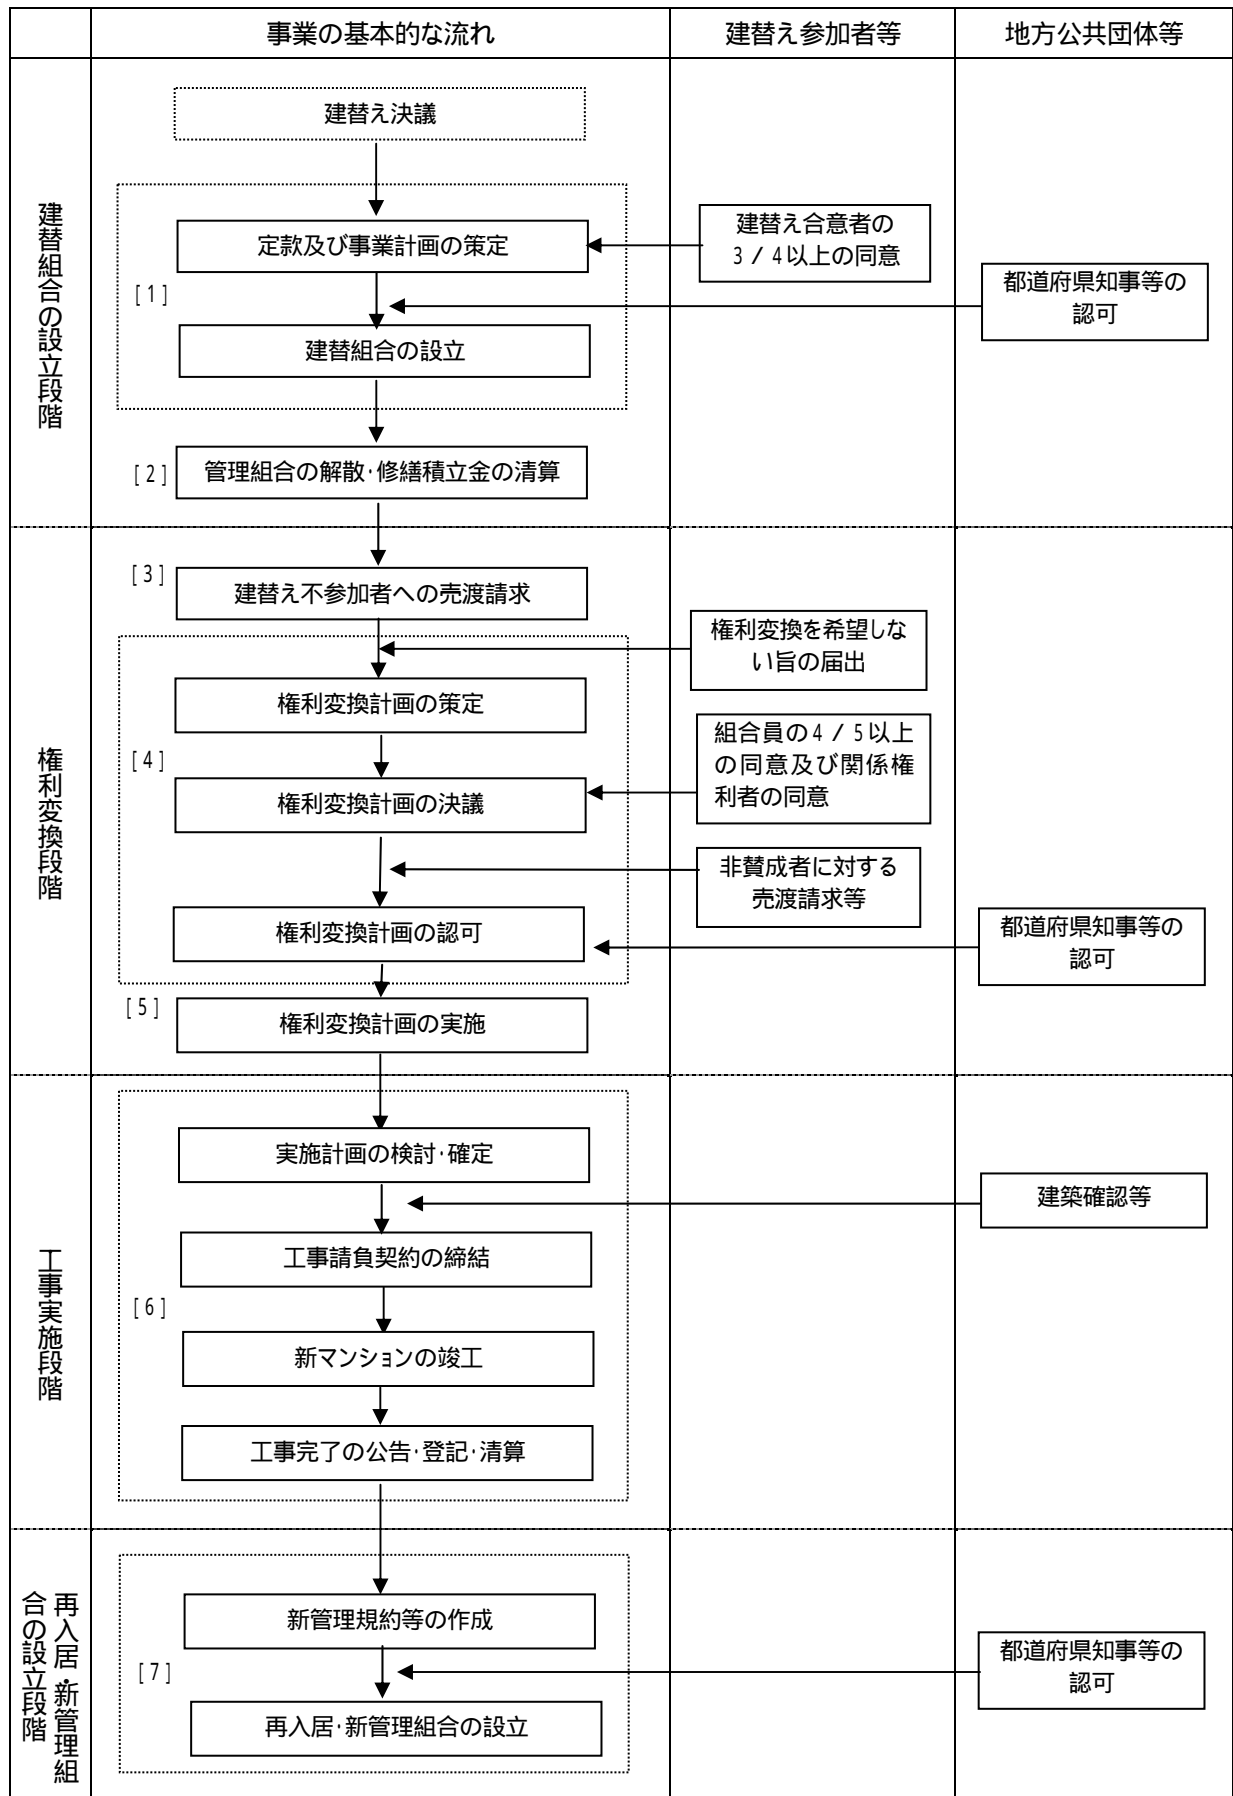 事業の基本的な流れ
建替え参加者等
地方公共団体等
建替組合の設立段階
建替え決議
[1]
定款及び事業計画の策定
建替え合意者の
3/4以上の同意
都道府県知事等の
認可
建替組合の設立
[2]
管理組合の解散・修繕積立金の清算
権利変換段階
[3]
建替え不参加者への売渡請求
権利変換を希望しな
い旨の届出
権利変換計画の策定
[4]
組合員の4/5以上
の同意及び関係権
利者の同意
権利変換計画の決議
非賛成者に対する
売渡請求等
権利変換計画の認可
都道府県知事等の
認可
[5]
権利変換計画の実施
工事実施段階
実施計画の検討・確定
建築確認等
工事請負契約の締結
[6]
新マンションの竣工
工事完了の公告・登記・清算
再入居・新管理組
合の設立段階
新管理規約等の作成
[7]
都道府県知事等の
認可
再入居・新管理組合の設立